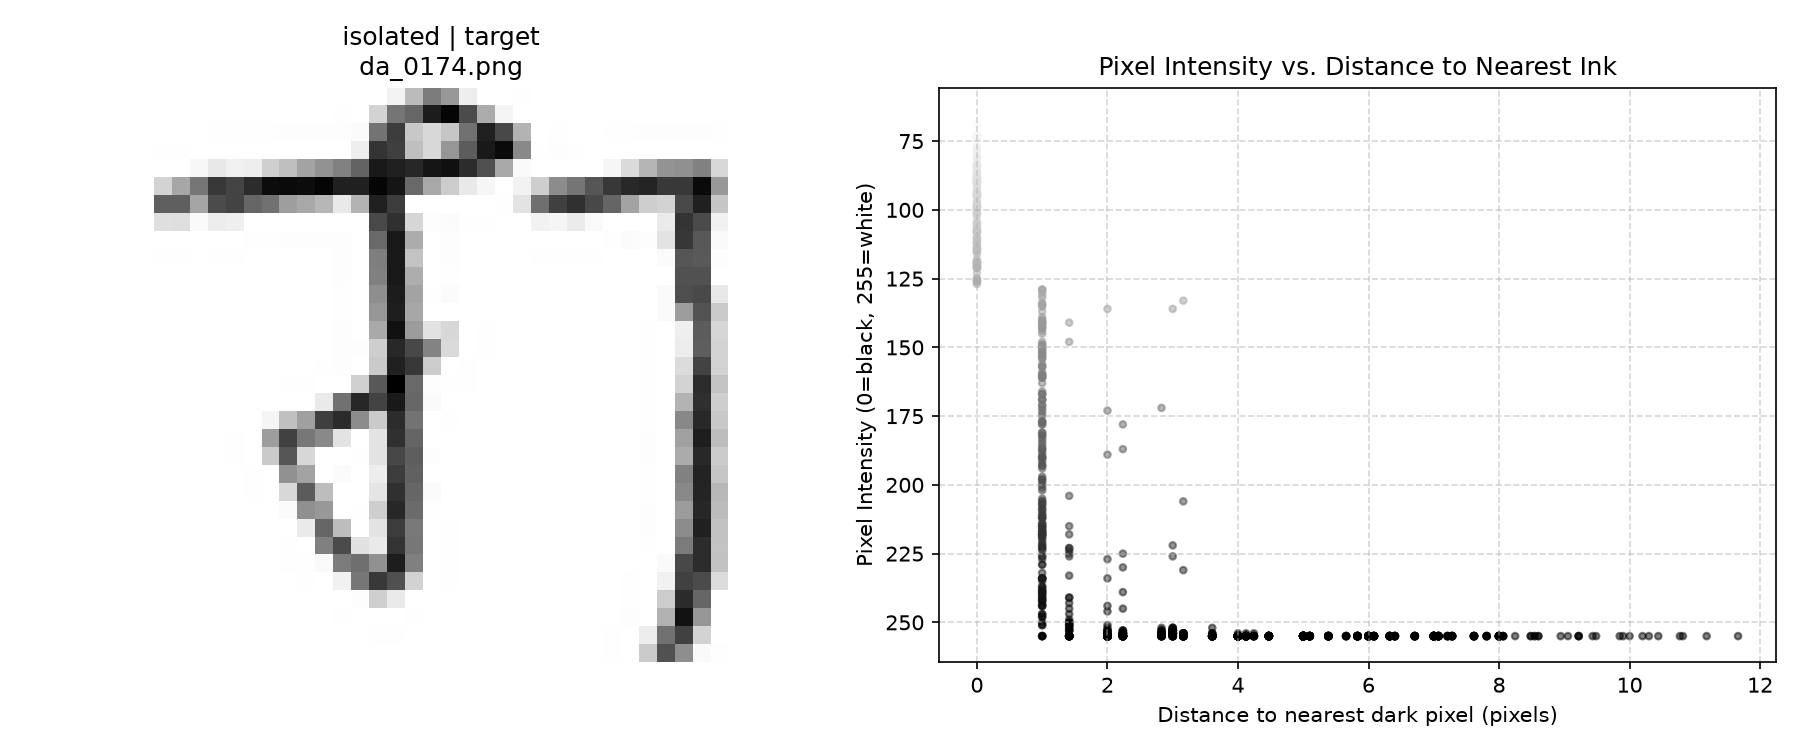 isolated | target
da_0174.png
Pixel Intensity vs. Distance to Nearest Ink
Pixel Intensity (0=black, 255=white)
75
100
125
150
175
200
225
250
0 2 4 6 8 10 12
Distance to nearest dark pixel (pixels)